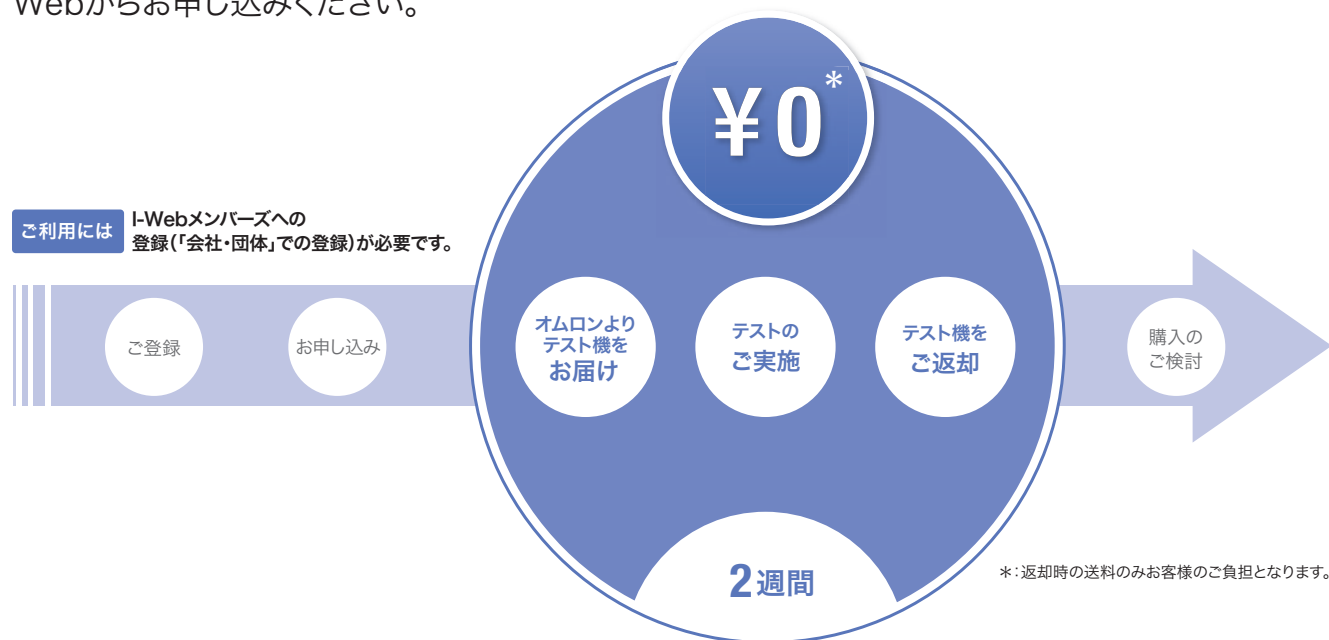 Webからお申し込みください。
¥0*
ご利用には
I-Webメンバーズへの
登録(「会社・団体」での登録)が必要です。
ご登録
お申し込み
オムロンより
テスト機を
お届け
テストの
ご実施
テスト機を
ご返却
購入の
ご検討
2週間
*:返却時の送料のみお客様のご負担となります。